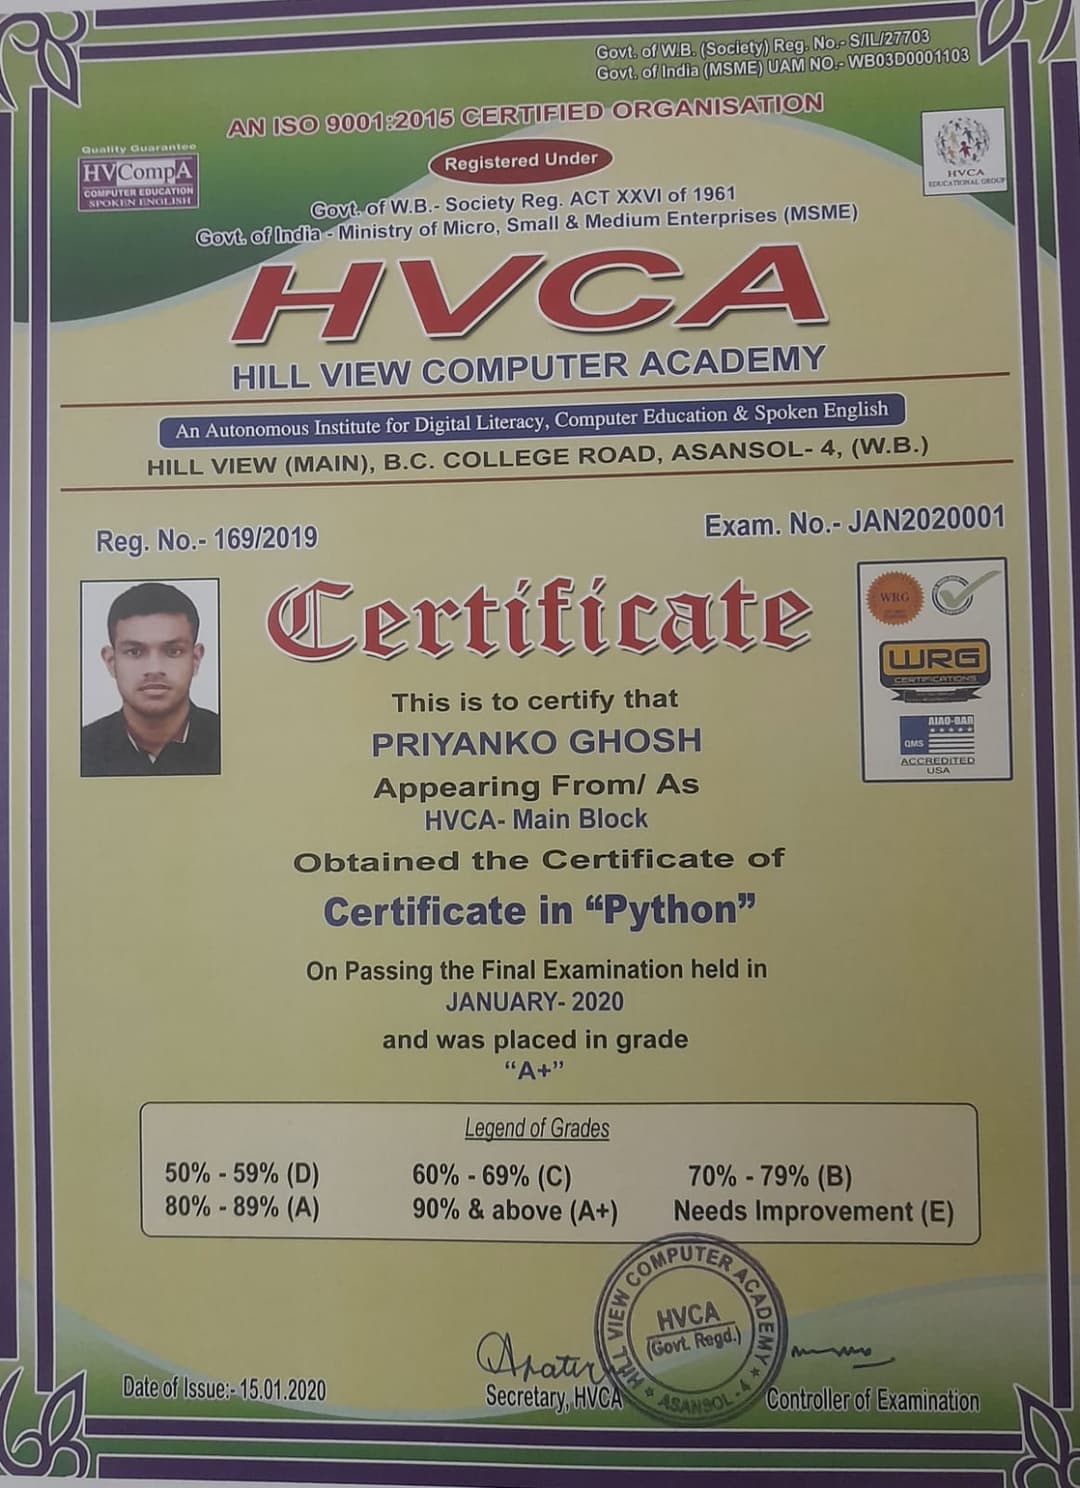 Govt. of W.B. (Society) Reg. No.- S/IL/27703
Govt. of India (MSME) UAM NO.- WB03D0001103
AN ISO 9001:2015 CERTIFIED ORGANISATION
Quality Guarantee
HVCompA
COMPUTER EDUCATION
SPOKEN ENGLISH
Registered Under
HVCA
EDUCATIONAL GROUP
Govt. of W.B.- Society Reg. ACT XXVI of 1961
Govt. of India - Ministry of Micro, Small & Medium Enterprises (MSME)
HVCA
HILL VIEW COMPUTER ACADEMY
An Autonomous Institute for Digital Literacy, Computer Education & Spoken English
HILL VIEW (MAIN), B.C. COLLEGE ROAD, ASANSOL- 4, (W.B.)
Reg. No.- 169/2019
Exam. No.- JAN2020001
Certificate
WRG
WRG
CERTIFICATIONS
AIAO-BAR
QMS
ACCREDITED
USA
This is to certify that
PRIYANKO GHOSH
Appearing From/ As
HVCA- Main Block
Obtained the Certificate of
Certificate in “Python”
On Passing the Final Examination held in
JANUARY- 2020
and was placed in grade
“A+”
Legend of Grades
50% - 59% (D) 60% - 69% (C) 70% - 79% (B)
80% - 89% (A) 90% & above (A+) Needs Improvement (E)
HILL VIEW COMPUTER ACADEMY
HVCA
(Govt. Regd.)
ASANSOL - 4
Date of Issue:- 15.01.2020
Secretary, HVCA
Controller of Examination